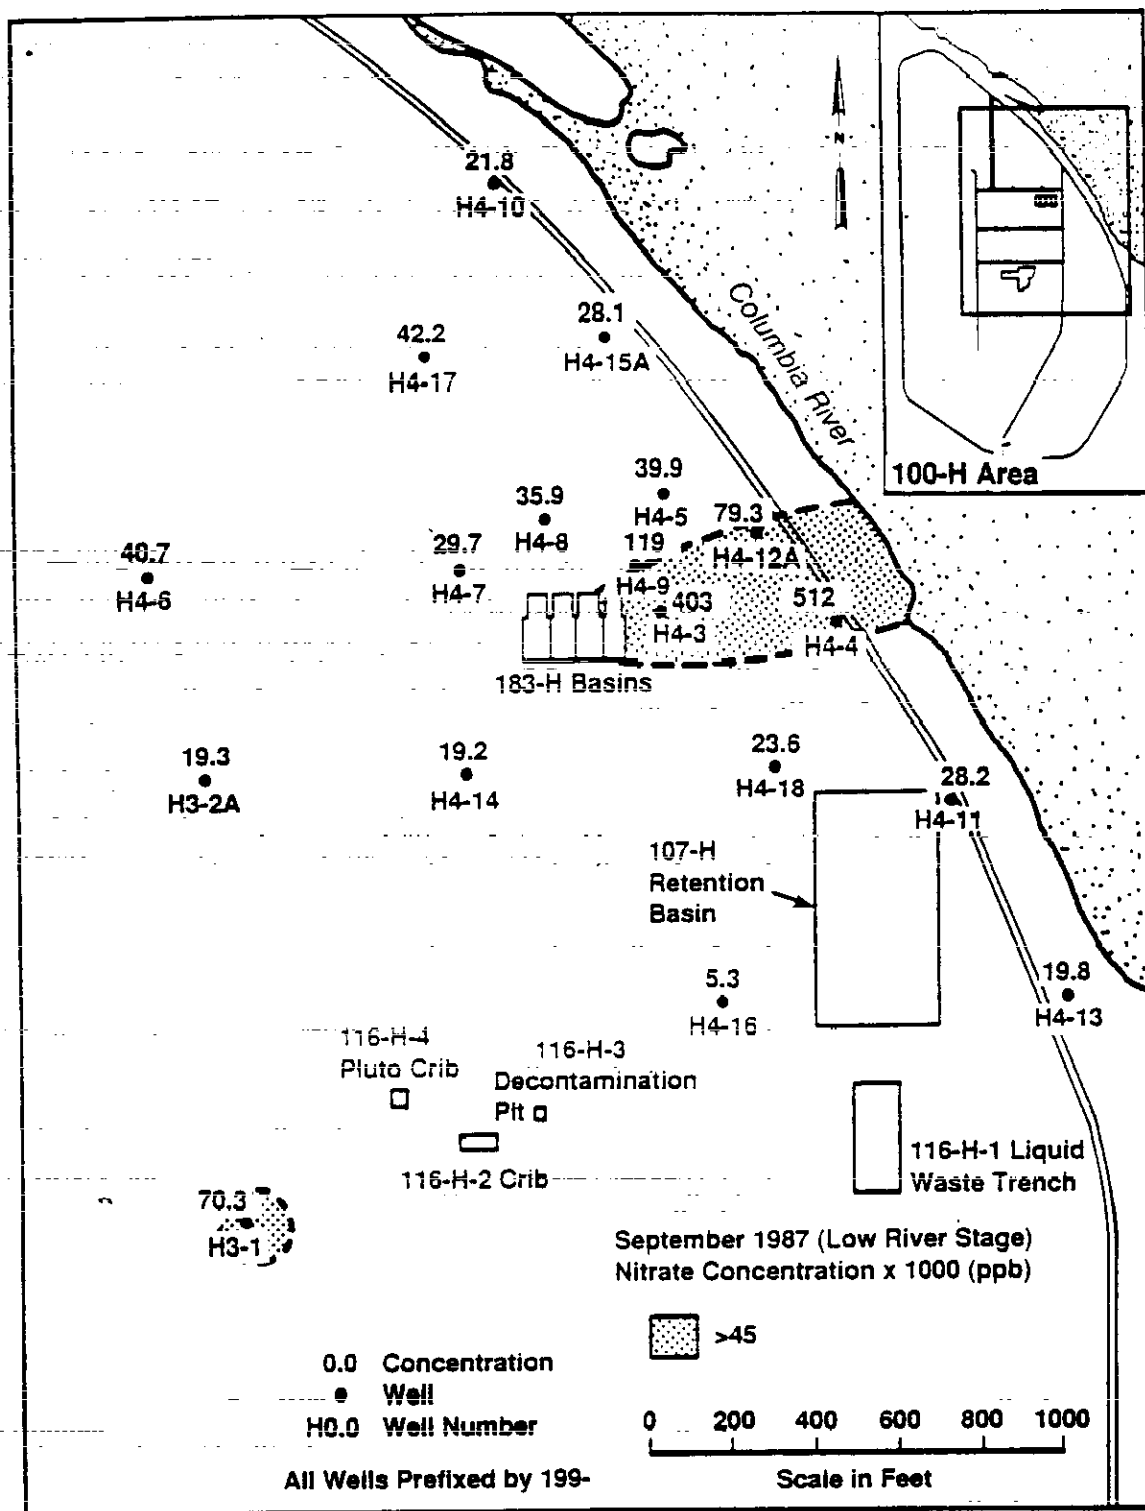 21.8
H4-10
N
Columbia River
100-H Area
28.1
H4-15A
42.2
H4-17
39.9
H4-5
35.9
H4-8
79.3
H4-12A
119
H4-9
29.7
H4-7
40.7
H4-6
403
H4-3
512
H4-4
183-H Basins
19.3
H3-2A
19.2
H4-14
23.6
H4-18
28.2
H4-11
107-H
Retention
Basin
5.3
H4-16
19.8
H4-13
116-H-4
Pluto Crib
116-H-3
Decontamination
Pit
116-H-2 Crib
116-H-1 Liquid
Waste Trench
70.3
H3-1
September 1987 (Low River Stage)
Nitrate Concentration x 1000 (ppb)
>45
0.0 Concentration
Well
H0.0 Well Number
0 200 400 600 800 1000
All Wells Prefixed by 199-
Scale in Feet